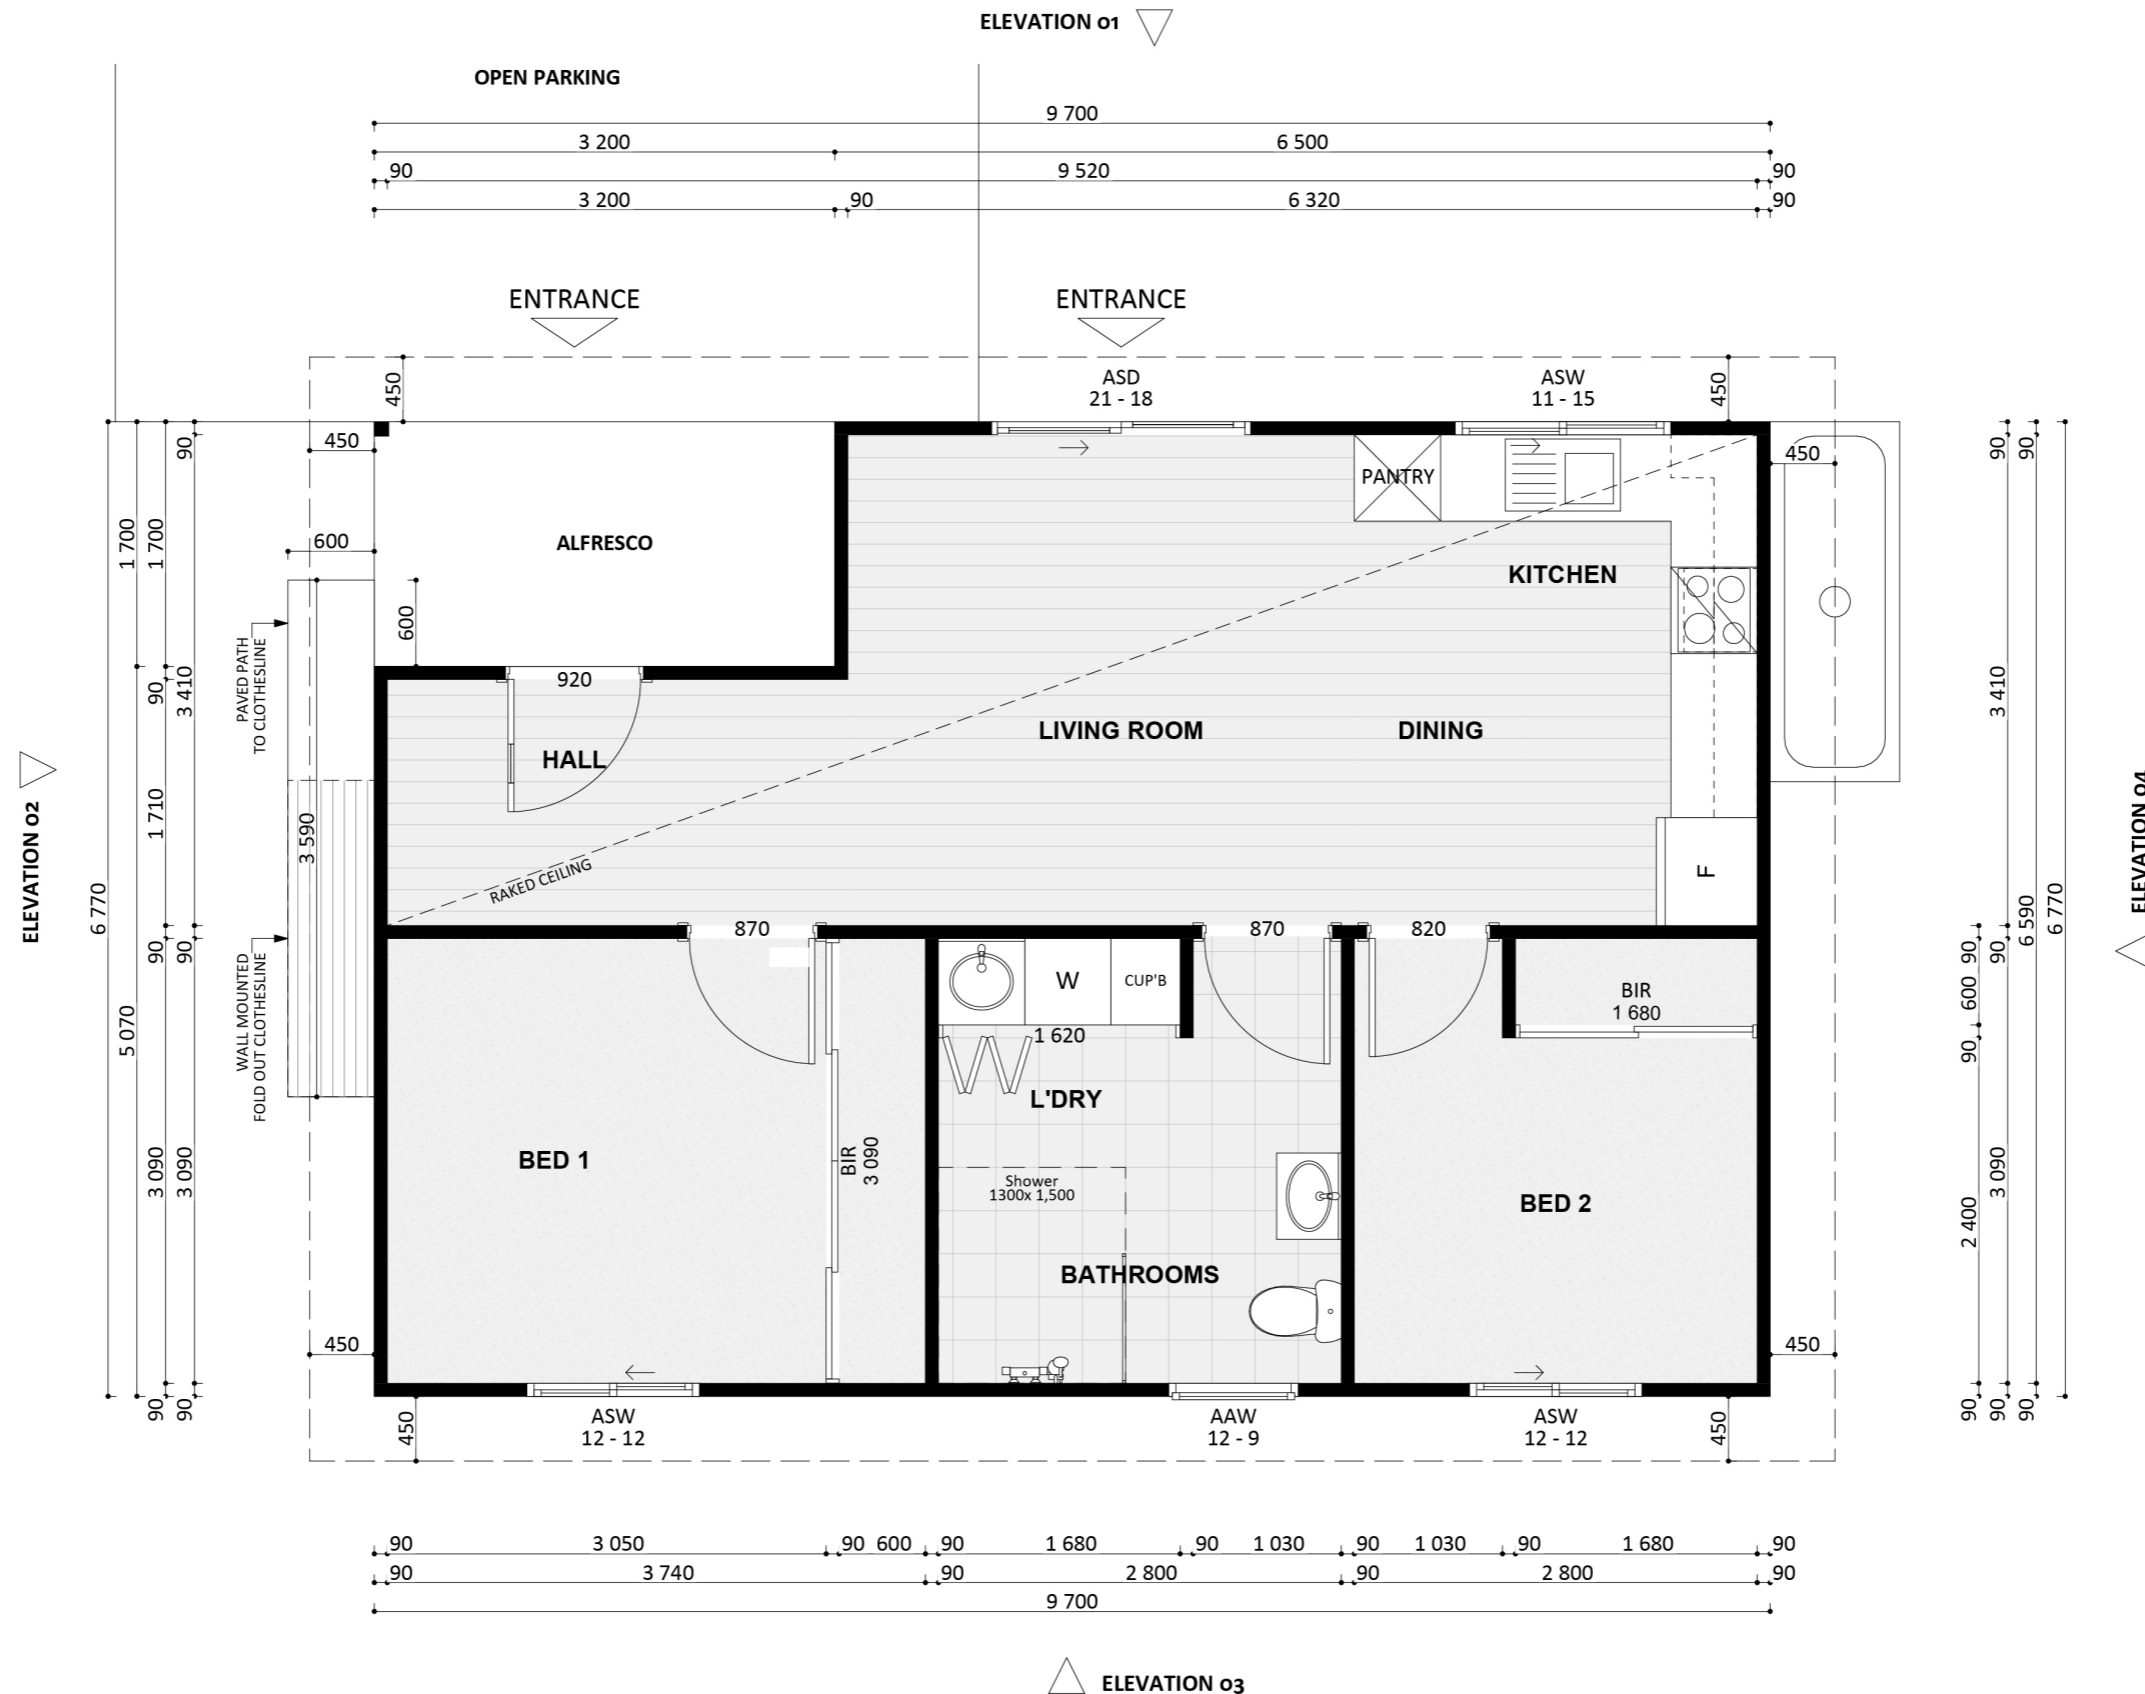 ELEVATION 01
OPEN PARKING
9 700
3 200
6 500
90
9 520
90
3 200
90
6 320
90
ENTRANCE
ENTRANCE
450
ASD
21 - 18
ASW
11 - 15
450
90
450
90
90
450
PANTRY
1 700
1 700
600
ALFRESCO
KITCHEN
600
PAVED PATH
TO CLOTHESLINE
90
3 410
920
3 410
LIVING ROOM
DINING
HALL
ELEVATION 02
1 710
3 590
RAKED CEILING
F
ELEVATION 04
6 770
6 590
6 770
870
870
820
90
90
90
90
WALL MOUNTED
FOLD OUT CLOTHESLINE
W
CUP'B
BIR
1 680
600
5 070
1 620
90
L'DRY
BED 1
BIR
3 090
3 090
3 090
Shower
1300x 1,500
BED 2
3 090
2 400
BATHROOMS
450
450
90
90
450
ASW
12 - 12
AAW
12 - 9
ASW
12 - 12
450
90
90
90
90
3 050
90
600
90
1 680
90
1 030
90
1 030
90
1 680
90
90
3 740
90
2 800
90
2 800
90
9 700
ELEVATION 03